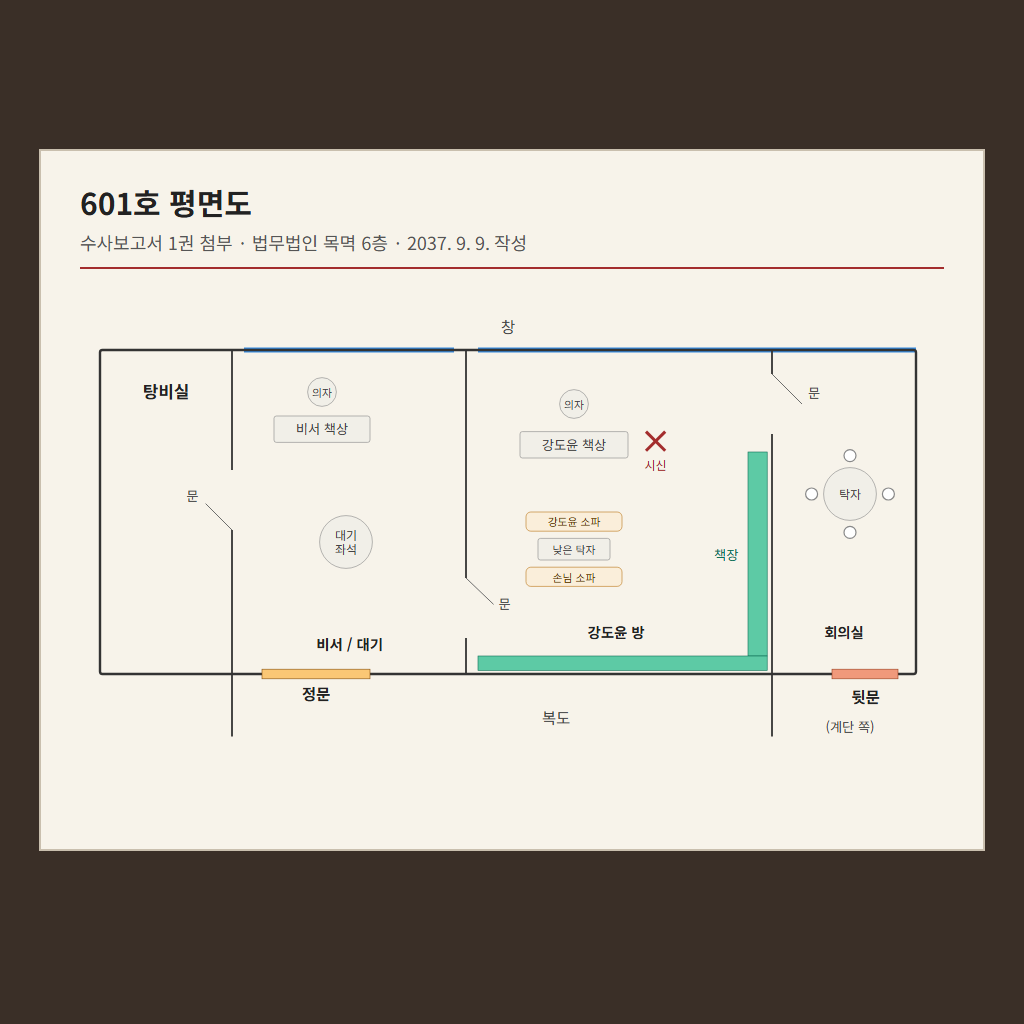 601호 평면도
수사보고서 1권 첨부 · 법무법인 목멱 6층 · 2037. 9. 9. 작성
창
탕비실
의자
비서 책상
문
대기
좌석
비서 / 대기
정문
의자
강도윤 책상
시신
강도윤 소파
낮은 탁자
손님 소파
문
책장
강도윤 방
복도
문
탁자
회의실
뒷문
(계단 쪽)